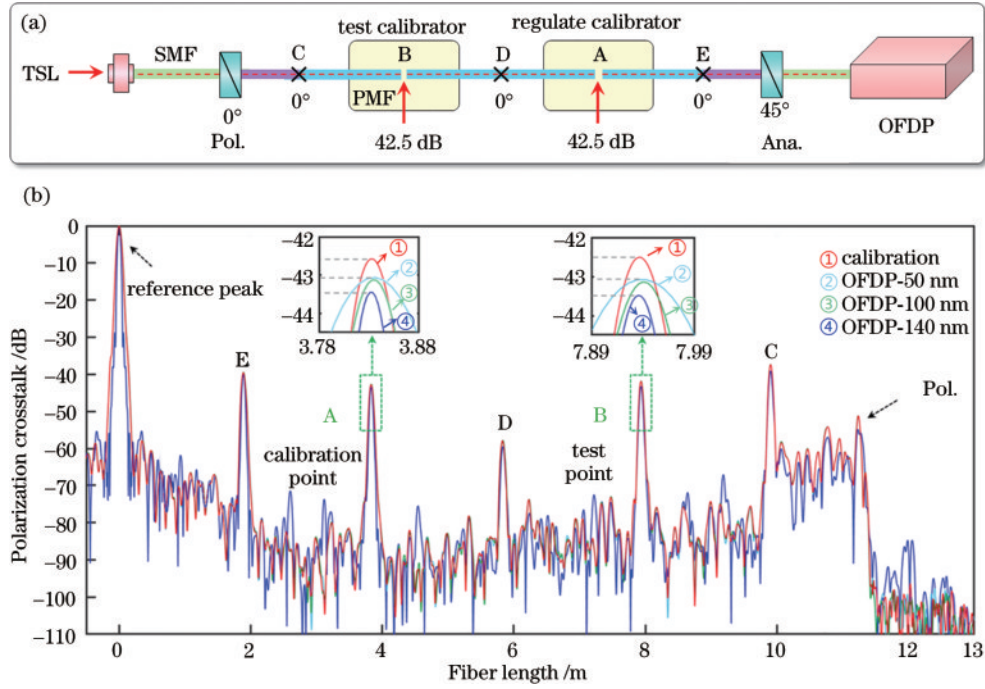 (a)
test calibrator
regulate calibrator
SMF
C
B
D
A
E
TSL
PMF
0°
0°
0°
0°
45°
Pol.
42.5 dB
42.5 dB
Ana.
OFDP
(b)
0
-10
-20
-30
-40
-50
-60
-70
-80
-90
-100
-110
Polarization crosstalk /dB
reference peak
E
A
calibration
point
D
B
test
point
C
Pol.
-42
-43
-44
3.78
3.88
①
②
③
④
-42
-43
-44
7.89
7.99
①
②
③
④
① calibration
② OFDP-50 nm
③ OFDP-100 nm
④ OFDP-140 nm
0
2
4
6
8
10
12
13
Fiber length /m